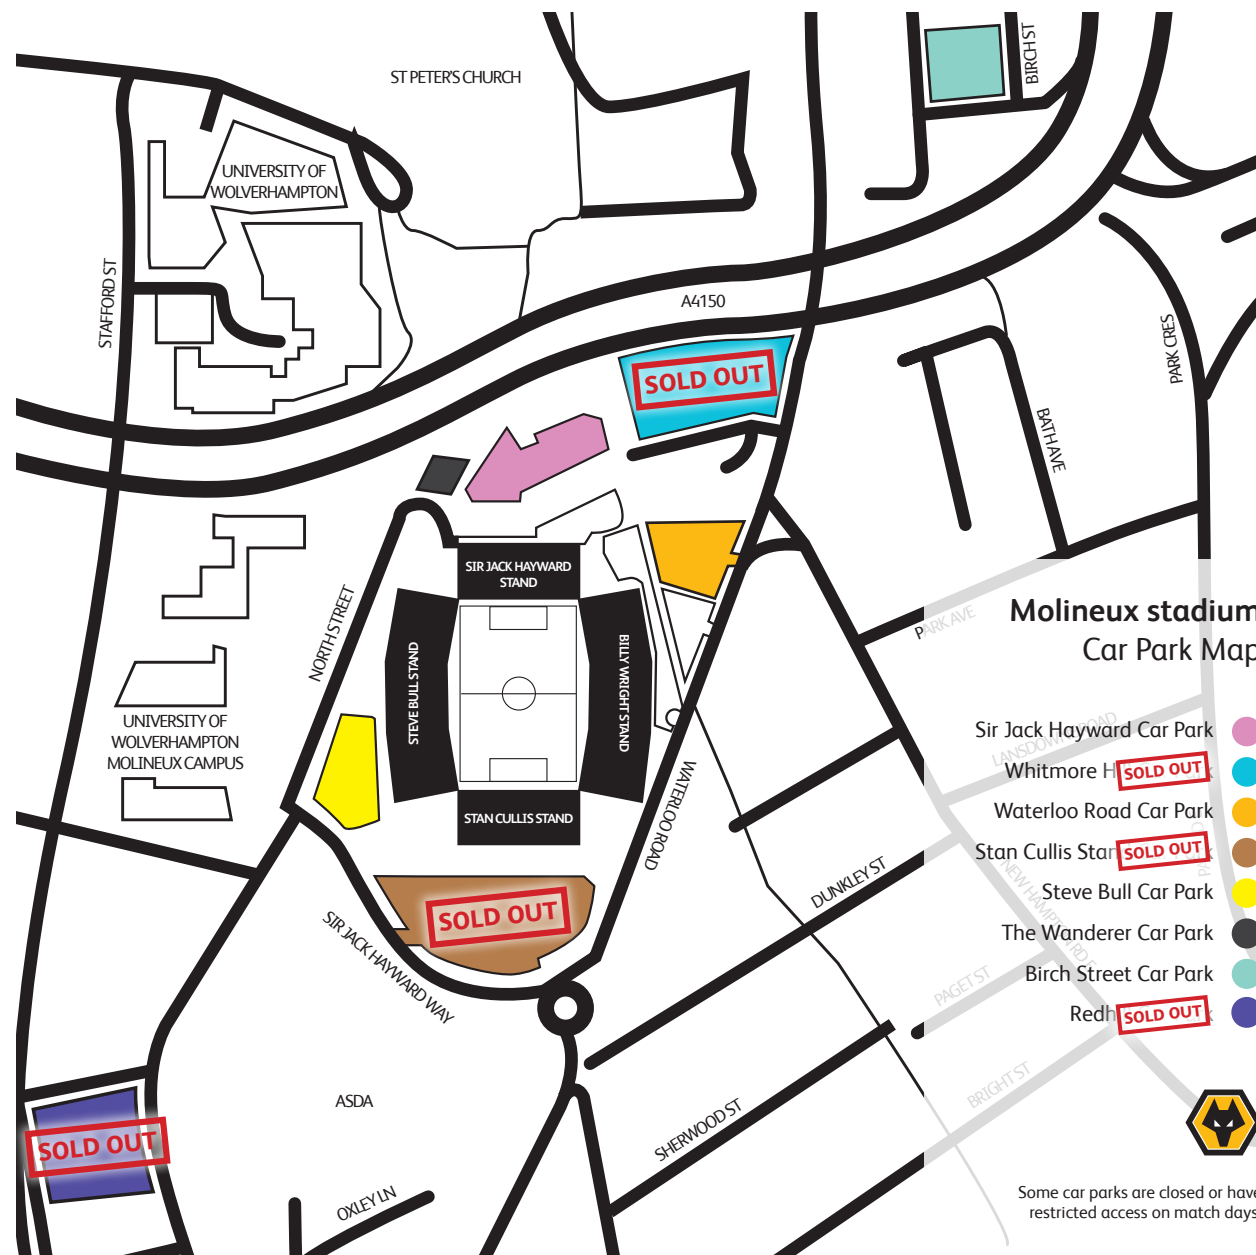 ST PETER'S CHURCH
BIRCH ST
UNIVERSITY OF
WOLVERHAMPTON
STAFFORD ST
A4150
PARK CRES
SOLD OUT
BATH AVE
SIR JACK HAYWARD
STAND
NORTH STREET
STEVE BULL STAND
BILLY WRIGHT STAND
PARK AVE
Molineux stadium
Car Park Map
UNIVERSITY OF
WOLVERHAMPTON
MOLINEUX CAMPUS
STAN CULLIS STAND
WATERLOO ROAD
Sir Jack Hayward Car Park
Whitmore SOLD OUT
Waterloo Road Car Park
Stan Cullis SOLD OUT
Steve Bull Car Park
The Wanderer Car Park
Birch Street Car Park
SOLD OUT
DUNKLEY ST
SOLD OUT
SIR JACK HAYWARD WAY
PAGET ST
BRIGHT ST
ASDA
SHERWOOD ST
SOLD OUT
OXLEY LN
Some car parks are closed or have
restricted access on match days